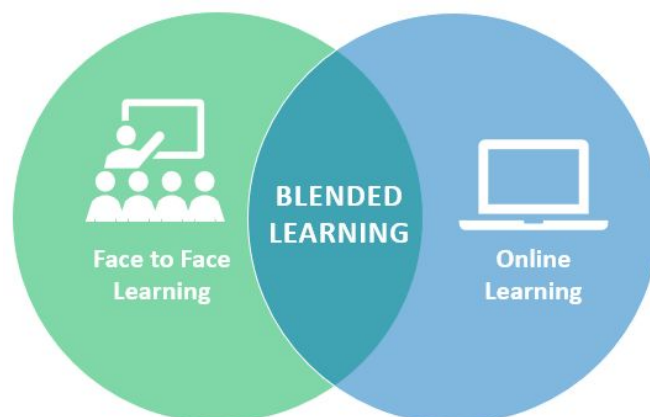 Face to Face
Learning
BLENDED
LEARNING
Online
Learning